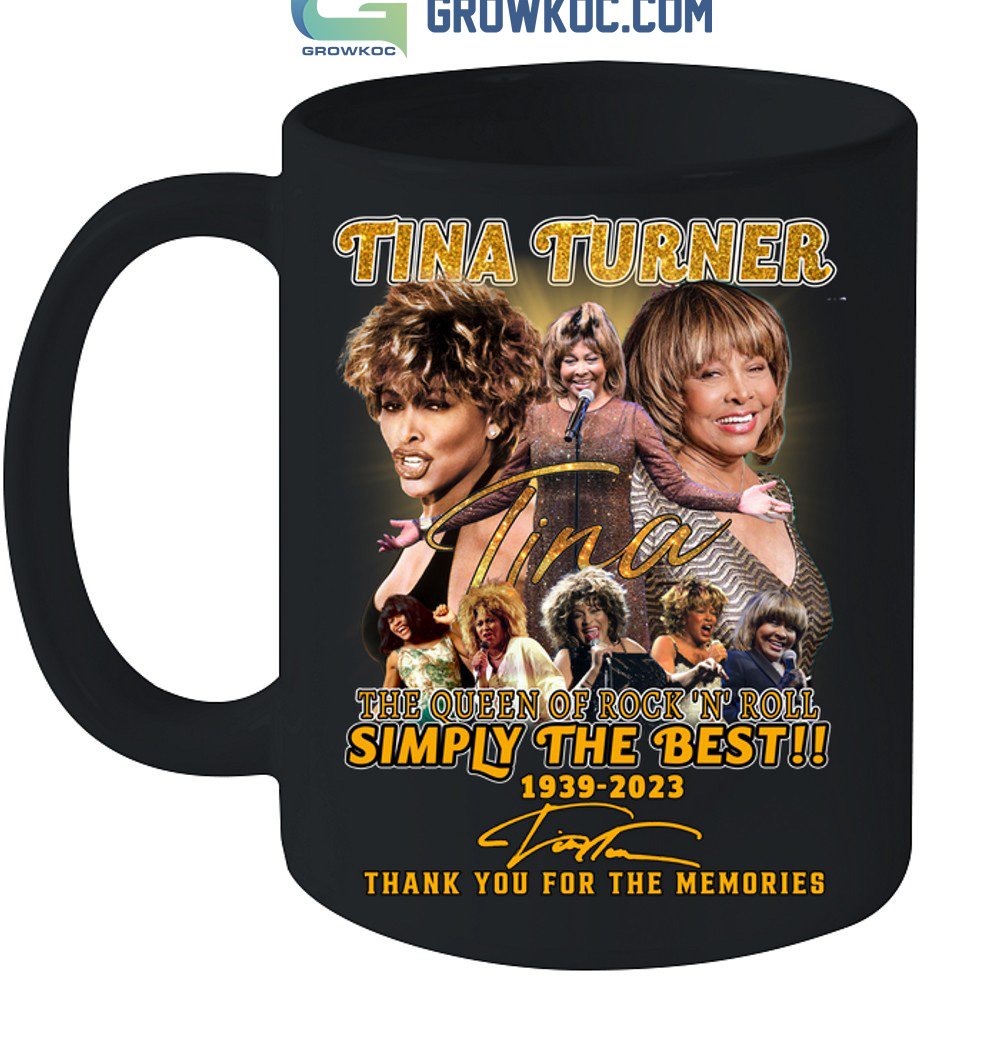 GROWKOC.COM
GROWKOC
TINA TURNER
Tina
THE QUEEN OF ROCK 'N' ROLL
SIMPLY THE BEST!!
1939-2023
THANK YOU FOR THE MEMORIES